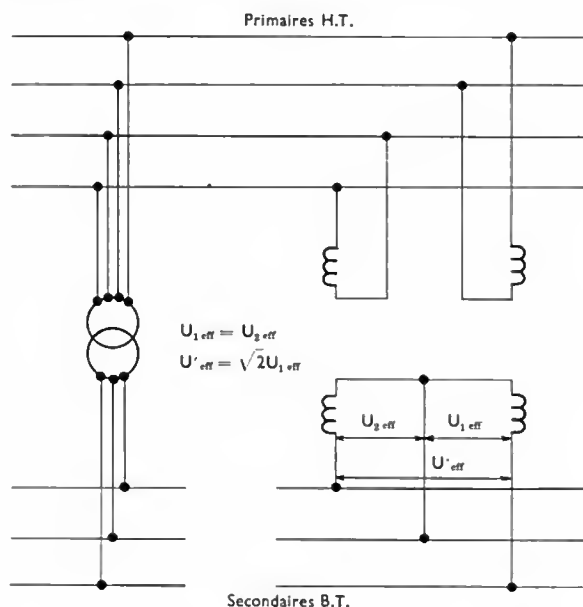 Primaires H.T.
U₁ eff = U₂ eff
U′eff = √2U₁ eff
U₂ eff
U₁ eff
U′eff
Secondaires B.T.